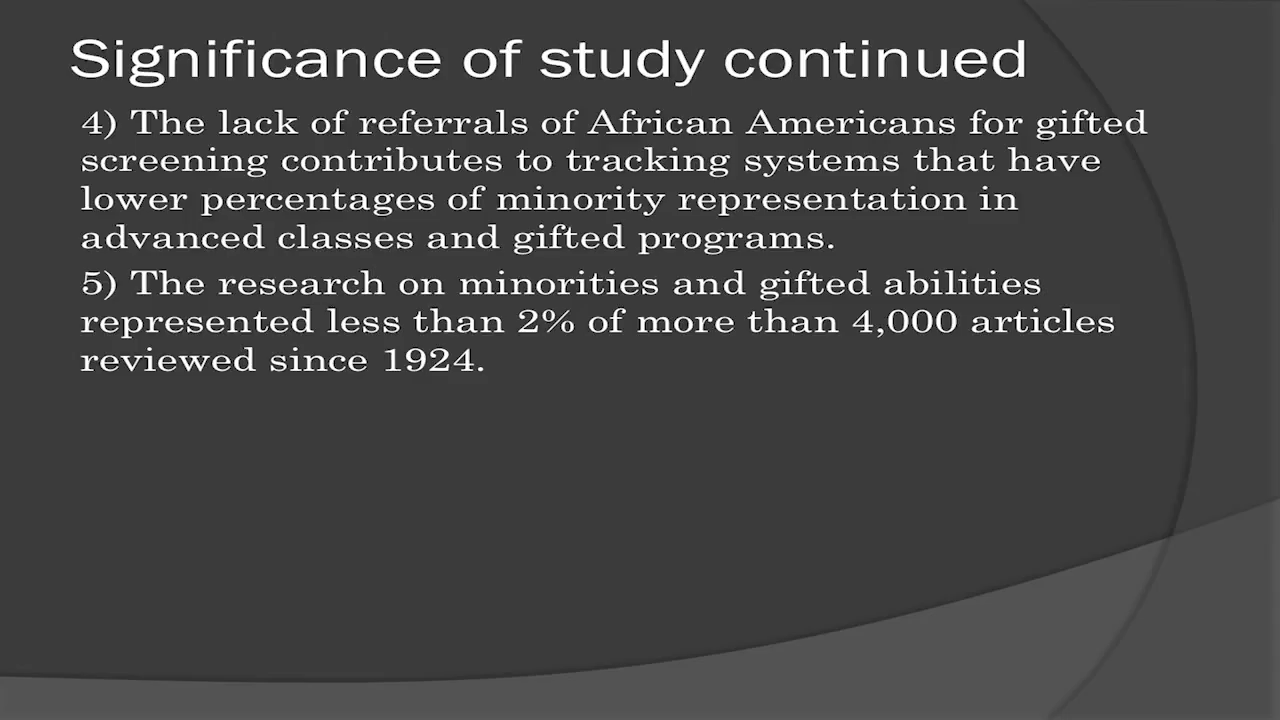 Significance of study continued
4) The lack of referrals of African Americans for gifted
screening contributes to tracking systems that have
lower percentages of minority representation in
advanced classes and gifted programs.
5) The research on minorities and gifted abilities
represented less than 2% of more than 4,000 articles
reviewed since 1924.